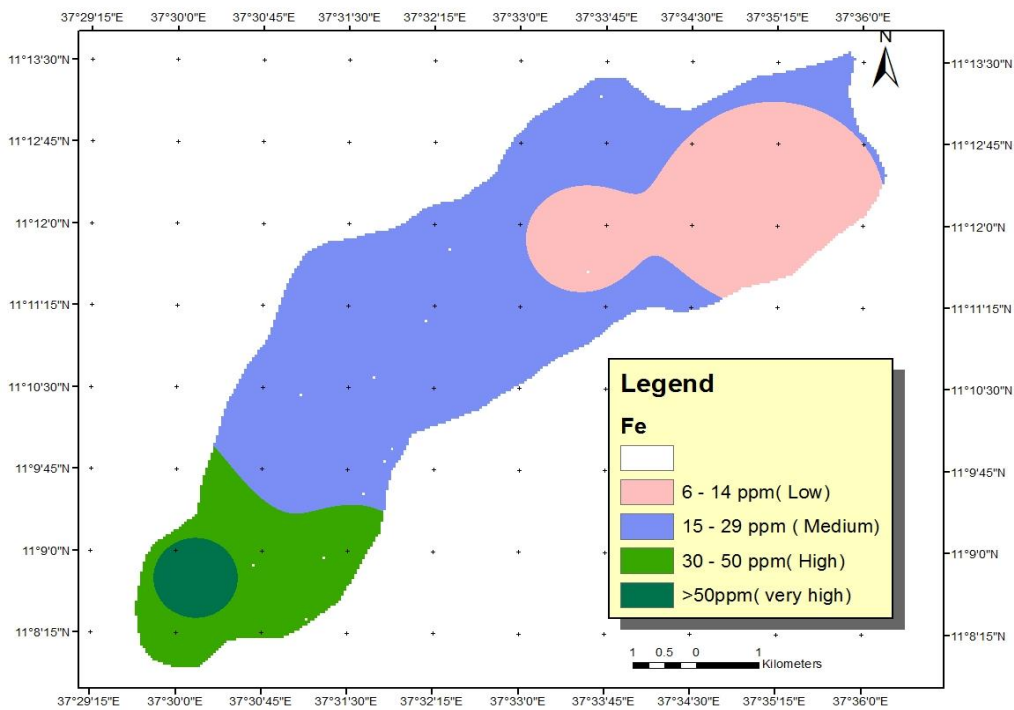 37°29'15"E 37°30'0"E 37°30'45"E 37°31'30"E 37°32'15"E 37°33'0"E 37°33'45"E 37°34'30"E 37°35'15"E 37°36'0"E
N
11°13'30"N 11°13'30"N
11°12'45"N 11°12'45"N
11°12'0"N 11°12'0"N
11°11'15"N 11°11'15"N
11°10'30"N 11°10'30"N
11°9'45"N 11°9'45"N
11°9'0"N 11°9'0"N
11°8'15"N 11°8'15"N
Legend
Fe
6 - 14 ppm( Low)
15 - 29 ppm ( Medium)
30 - 50 ppm( High)
>50ppm( very high)
1 0.5 0 1
Kilometers
37°29'15"E 37°30'0"E 37°30'45"E 37°31'30"E 37°32'15"E 37°33'0"E 37°33'45"E 37°34'30"E 37°35'15"E 37°36'0"E